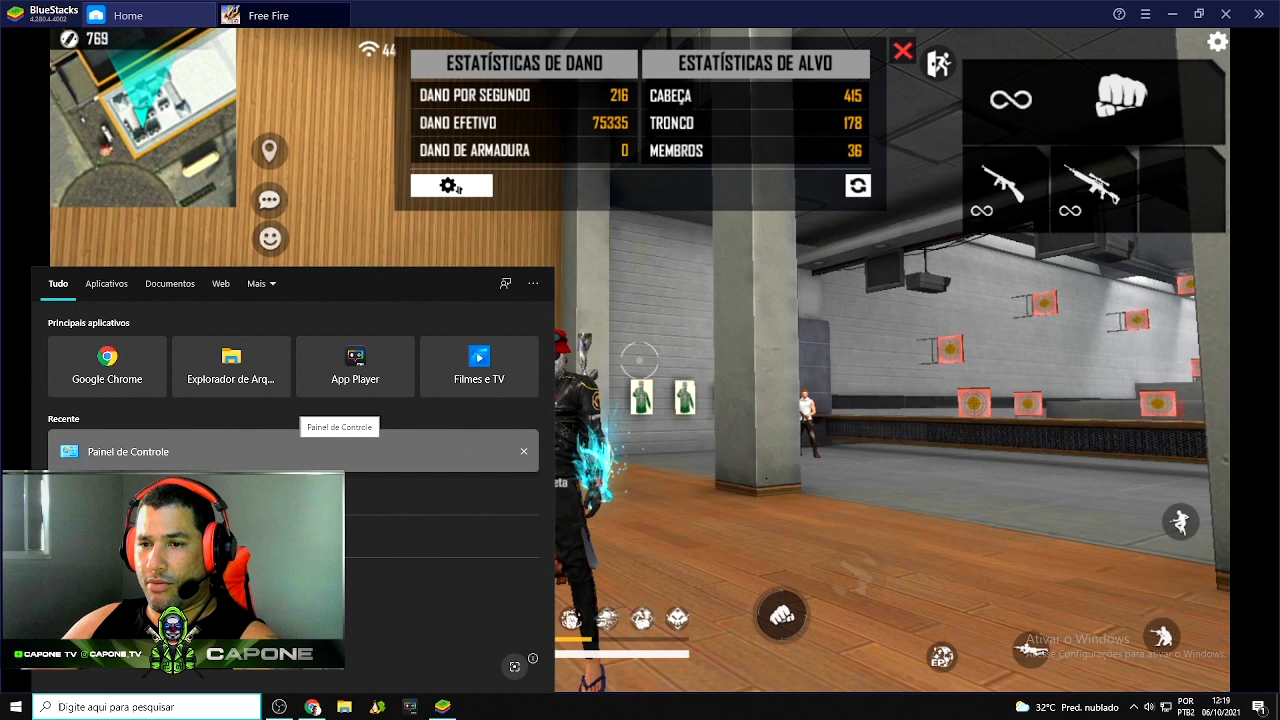 BlueStacks
4.280.4.4002
Home
Free Fire
769
44
ESTATÍSTICAS DE DANO
DANO POR SEGUNDO 216
DANO EFETIVO 75335
DANO DE ARMADURA 0
ESTATÍSTICAS DE ALVO
CABEÇA 415
TRONCO 178
MEMBROS 36
Tudo Aplicativos Documentos Web Mais
Principais aplicativos
Google Chrome
Explorador de Arq...
App Player
Filmes e TV
Recente
Painel de Controle
Painel de Controle
eta
CAPONE TV @CAPONE.TV
CAPONE
EP
Ativar o Windows
Acesse Configurações para ativar o Windows.
Digite aqui para pesquisar
32°C Pred. nublado
POR
PTB2
12:19
06/10/2021